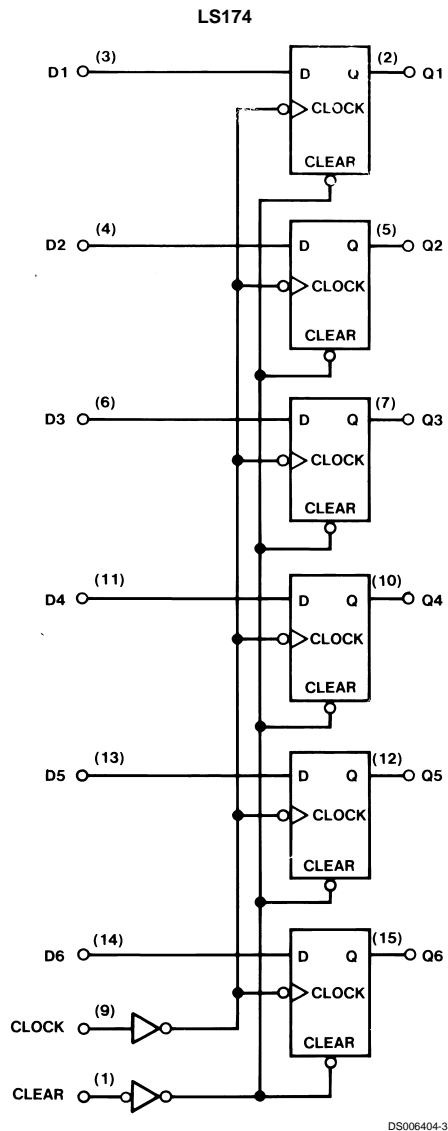 LS174
D1 (3) D Q (2) Q1
CLOCK
CLEAR
D2 (4) D Q (5) Q2
CLOCK
CLEAR
D3 (6) D Q (7) Q3
CLOCK
CLEAR
D4 (11) D Q (10) Q4
CLOCK
CLEAR
D5 (13) D Q (12) Q5
CLOCK
CLEAR
D6 (14) D Q (15) Q6
CLOCK
CLOCK (9)
CLEAR
CLEAR (1)
DS006404-3